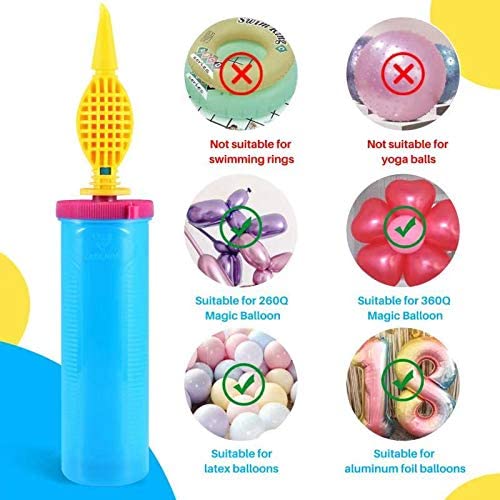 Not suitable for
swimming rings
Not suitable for
yoga balls
Suitable for 260Q
Magic Balloon
Suitable for 360Q
Magic Balloon
Suitable for
latex balloons
Suitable for
aluminum foil balloons